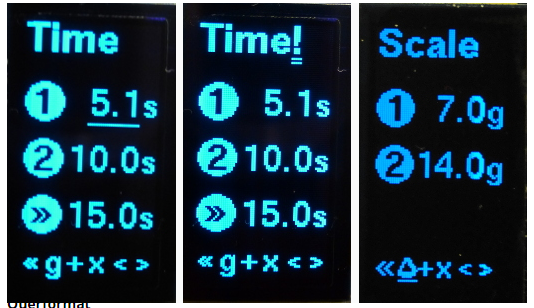 Time
1 5.1s
2 10.0s
» 15.0s
« g+x < >
Time!
1 5.1s
2 10.0s
» 15.0s
« g+x < >
Scale
1 7.0g
2 14.0g
«△+x < >
Querformat